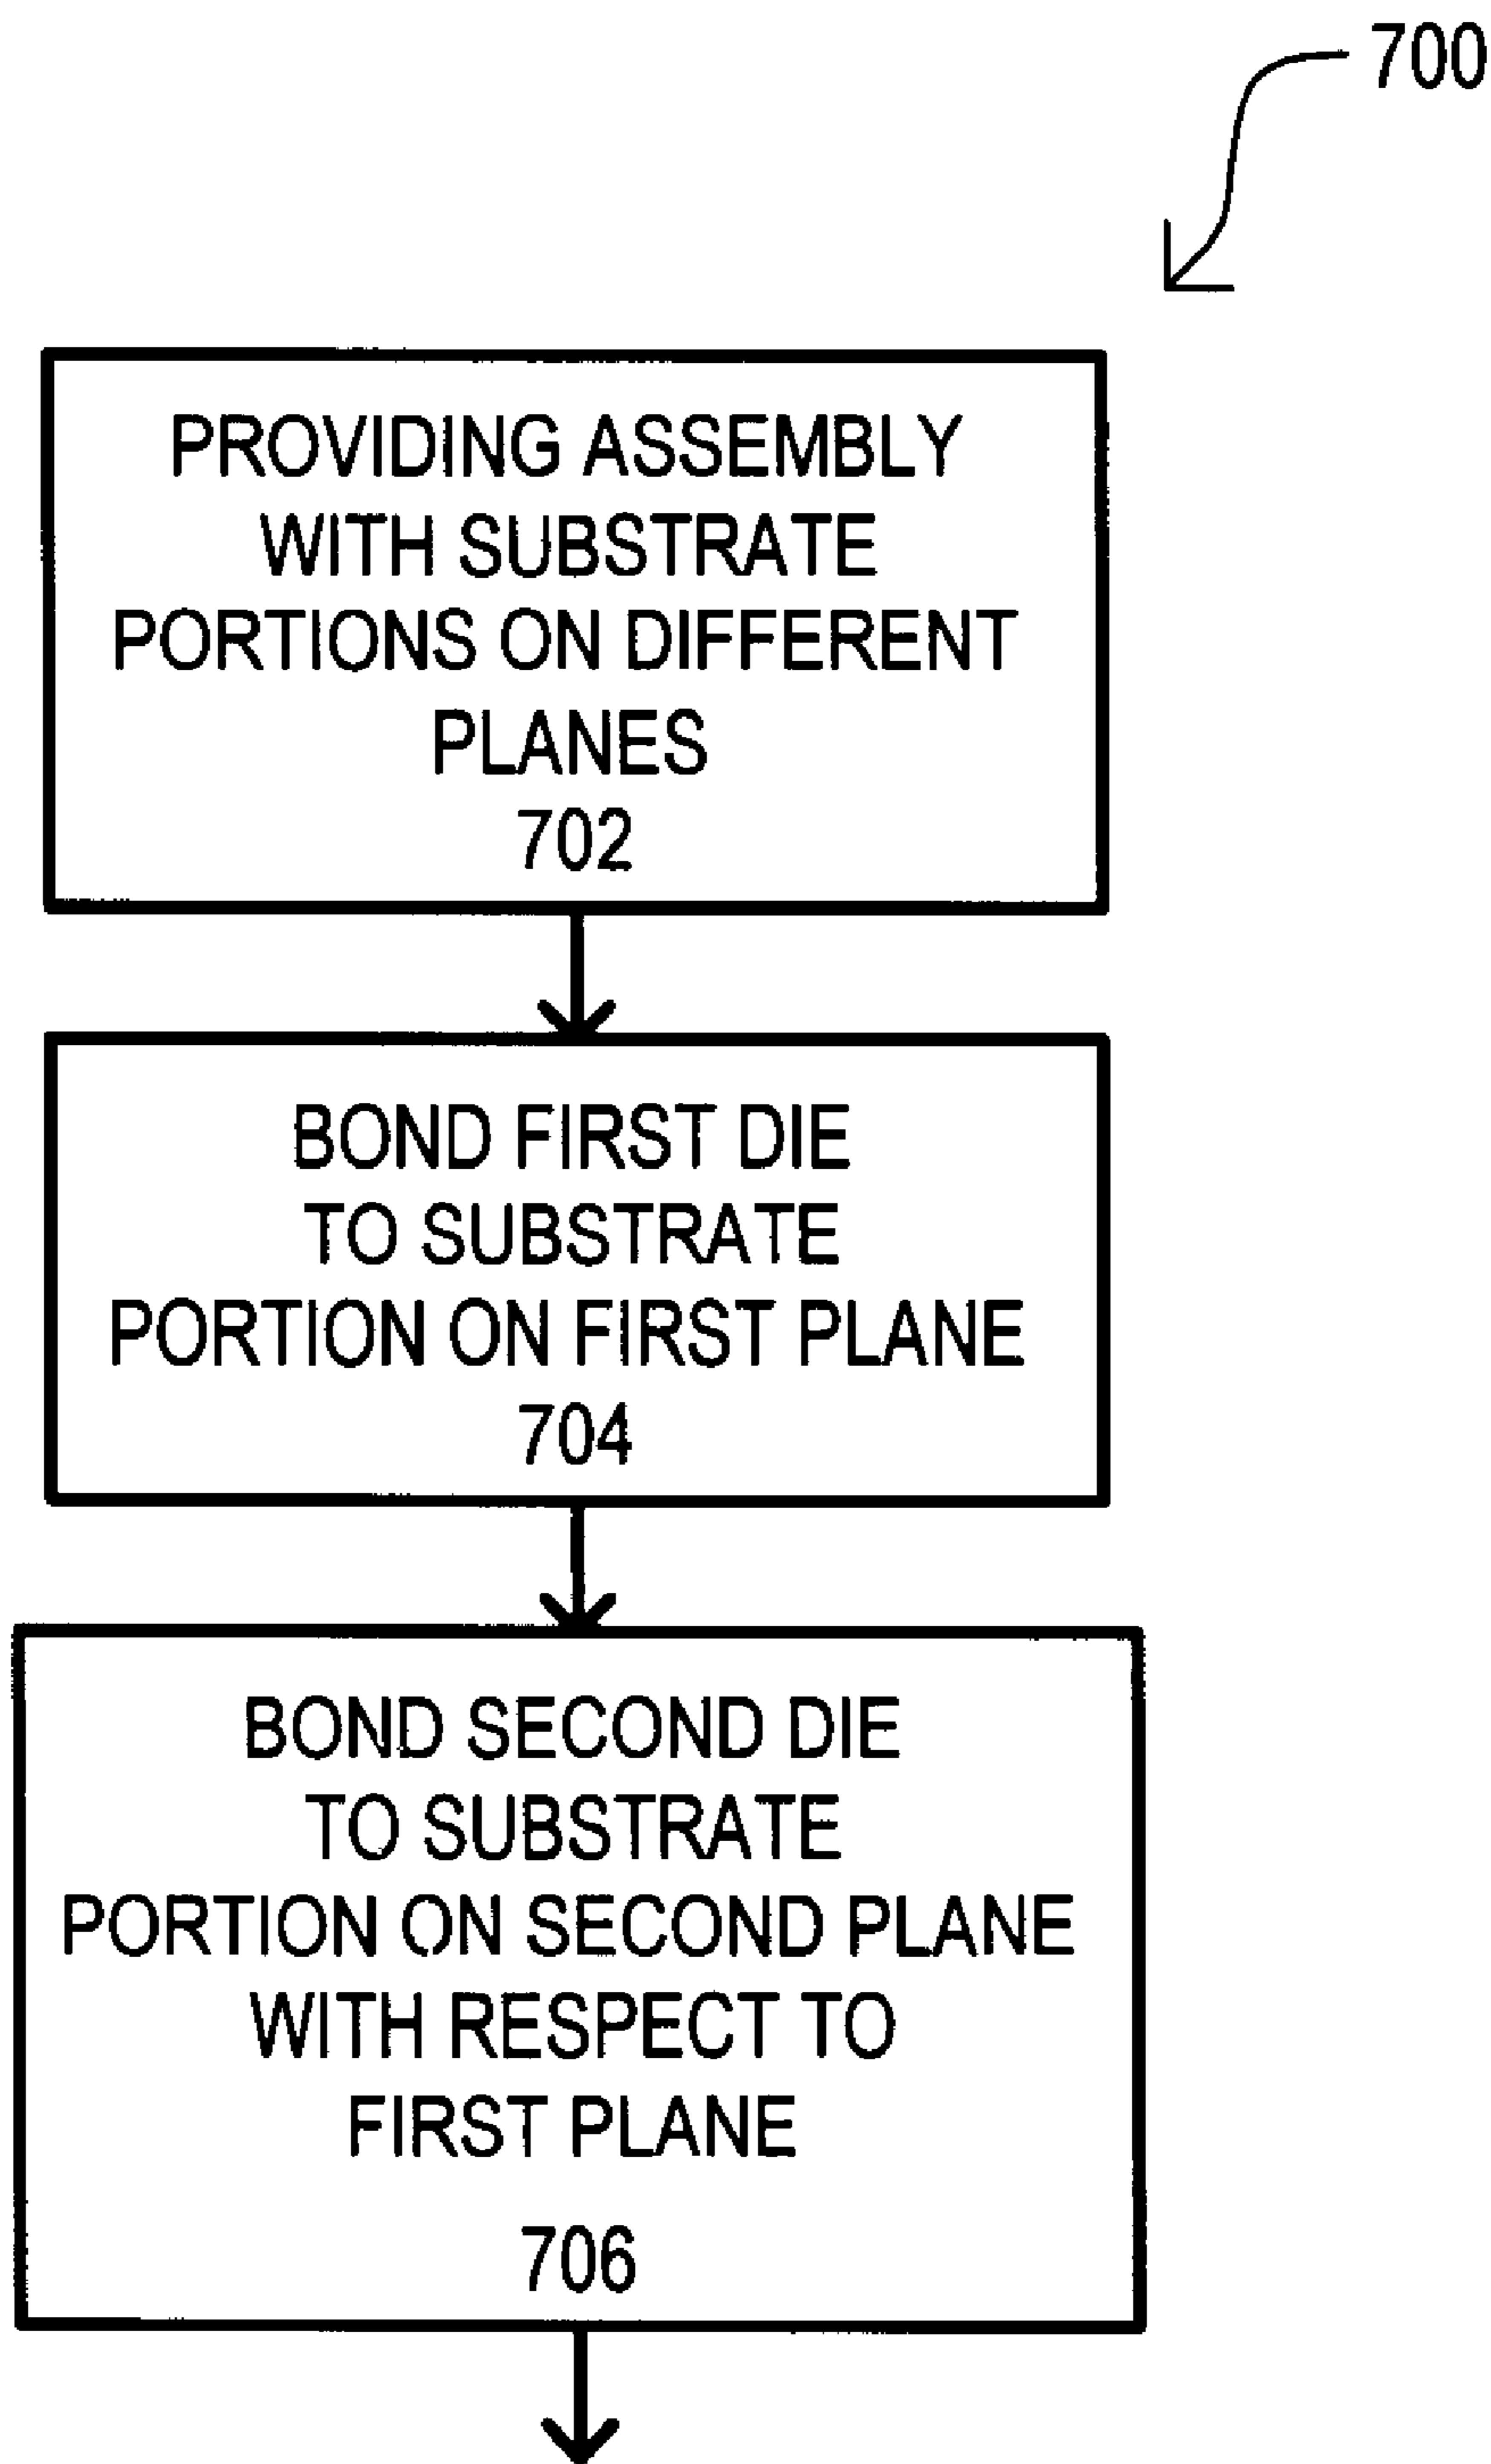 700
PROVIDING ASSEMBLY
WITH SUBSTRATE
PORTIONS ON DIFFERENT
PLANES
702
BOND FIRST DIE
TO SUBSTRATE
PORTION ON FIRST PLANE
704
BOND SECOND DIE
TO SUBSTRATE
PORTION ON SECOND PLANE
WITH RESPECT TO
FIRST PLANE
706